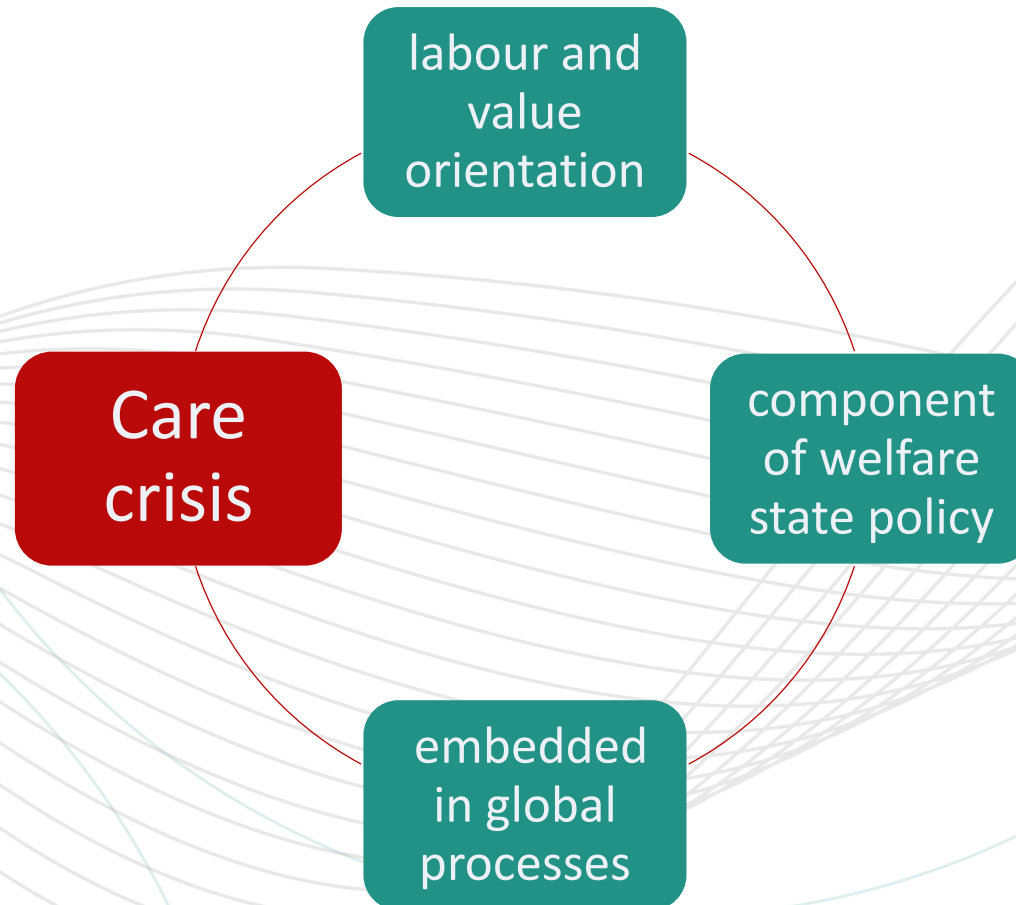 labour and
value
orientation
Care
crisis
component
of welfare
state policy
embedded
in global
processes